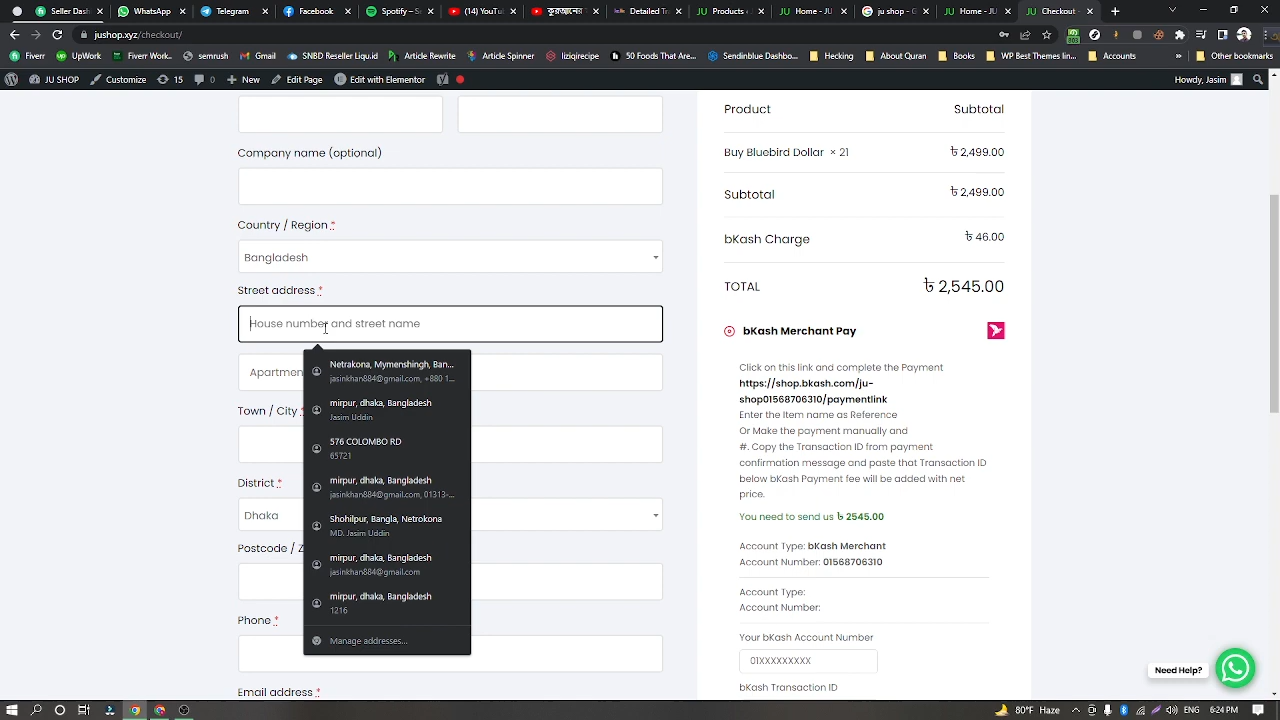 Seller Dash
WhatsApp
Telegram
Facebook
Spotify –
(14) YouTub
Detailed Tr
Products
Home - JU
ju shop - G
Home - JU
Checkout -
jushop.xyz/checkout/
Fiverr
UpWork
Fiverr Work...
semrush
Gmail
SNBD Reseller Liqu.id
Article Rewrite
Article Spinner
Iziqrecipe
50 Foods That Are...
Sendinblue Dashbo...
Hecking
About Quran
Books
WP Best Themes lin...
Accounts
»
Other bookmarks
JU SHOP
Customize
15
0
New
Edit Page
Edit with Elementor
Howdy, Jasim
Company name (optional)
Country / Region *
Bangladesh
Street address *
House number and street name
Apartmen
Town / City *
District *
Dhaka
Postcode / Z
Phone *
Email address *
Netrakona, Mymenshingh, Ban...
jasinkhan884@gmail.com, +880 1...
mirpur, dhaka, Bangladesh
Jasim Uddin
576 COLOMBO RD
65721
mirpur, dhaka, Bangladesh
jasinkhan884@gmail.com, 01313-...
Shohipur, Bangla, Netrokona
MD. Jasim Uddin
mirpur, dhaka, Bangladesh
jasinkhan884@gmail.com
mirpur, dhaka, Bangladesh
1216
Manage addresses...
Product Subtotal
Buy Bluebird Dollar × 21 ৳ 2,499.00
Subtotal ৳ 2,499.00
bKash Charge ৳ 46.00
TOTAL ৳ 2,545.00
bKash Merchant Pay
Click on this link and complete the Payment
https://shop.bkash.com/ju-
shop01568706310/paymentlink
Enter the Item name as Reference
Or Make the payment manually and
#. Copy the Transaction ID from payment
confirmation message and paste that Transaction ID
below bKash Payment fee will be added with net
price.
You need to send us ৳ 2545.00
Account Type: bKash Merchant
Account Number: 01568706310
Account Type:
Account Number:
Your bKash Account Number
01XXXXXXXXX
bKash Transaction ID
Need Help?
80°F Haze
ENG
6:24 PM